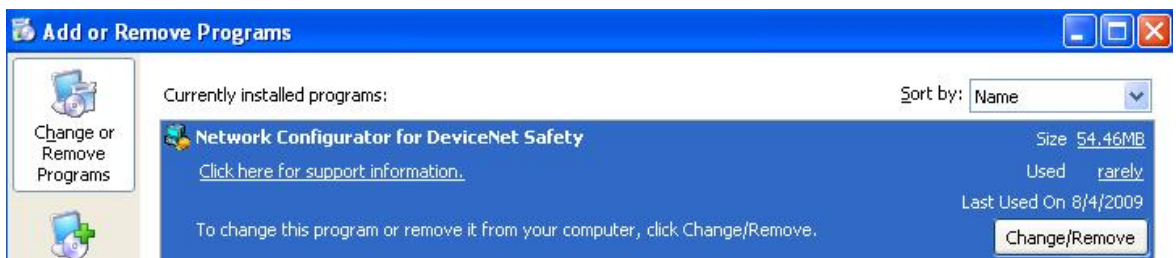 Add or Remove Programs
Change or
Remove
Programs
Currently installed programs:
Sort by: Name
Network Configurator for DeviceNet Safety
Size 54.46MB
Click here for support information.
Used rarely
Last Used On 8/4/2009
To change this program or remove it from your computer, click Change/Remove.
Change/Remove